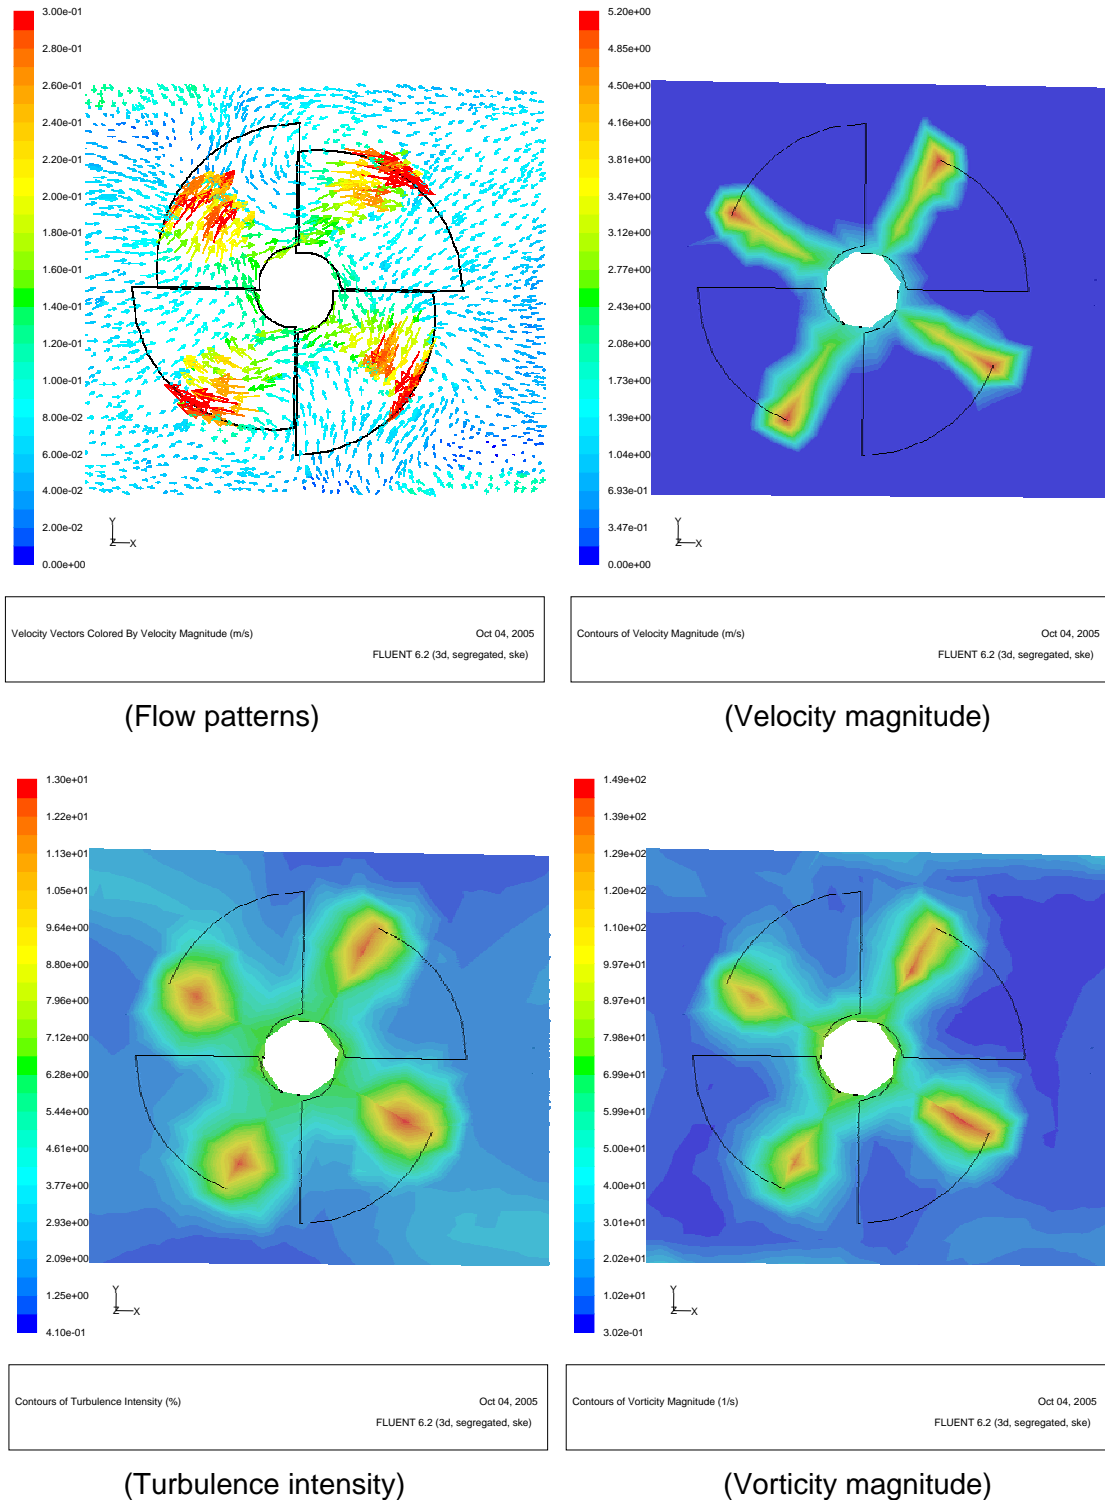 3.00e-01
2.80e-01
2.60e-01
2.40e-01
2.20e-01
2.00e-01
1.80e-01
1.60e-01
1.40e-01
1.20e-01
1.00e-01
8.00e-02
6.00e-02
4.00e-02
2.00e-02
0.00e+00
Y
Z X
Velocity Vectors Colored By Velocity Magnitude (m/s) Oct 04, 2005
FLUENT 6.2 (3d, segregated, ske)
(Flow patterns)
5.20e+00
4.85e+00
4.50e+00
4.16e+00
3.81e+00
3.47e+00
3.12e+00
2.77e+00
2.43e+00
2.08e+00
1.73e+00
1.39e+00
1.04e+00
6.93e-01
3.47e-01
0.00e+00
Y
Z X
Contours of Velocity Magnitude (m/s) Oct 04, 2005
FLUENT 6.2 (3d, segregated, ske)
(Velocity magnitude)
1.30e+01
1.22e+01
1.13e+01
1.05e+01
9.64e+00
8.80e+00
7.96e+00
7.12e+00
6.28e+00
5.44e+00
4.61e+00
3.77e+00
2.93e+00
2.09e+00
1.25e+00
4.10e-01
Y
Z X
Contours of Turbulence Intensity (%) Oct 04, 2005
FLUENT 6.2 (3d, segregated, ske)
(Turbulence intensity)
1.49e+02
1.39e+02
1.29e+02
1.20e+02
1.10e+02
9.97e+01
8.97e+01
7.98e+01
6.99e+01
5.99e+01
5.00e+01
4.00e+01
3.01e+01
2.02e+01
1.02e+01
3.02e-01
Y
Z X
Contours of Vorticity Magnitude (1/s) Oct 04, 2005
FLUENT 6.2 (3d, segregated, ske)
(Vorticity magnitude)